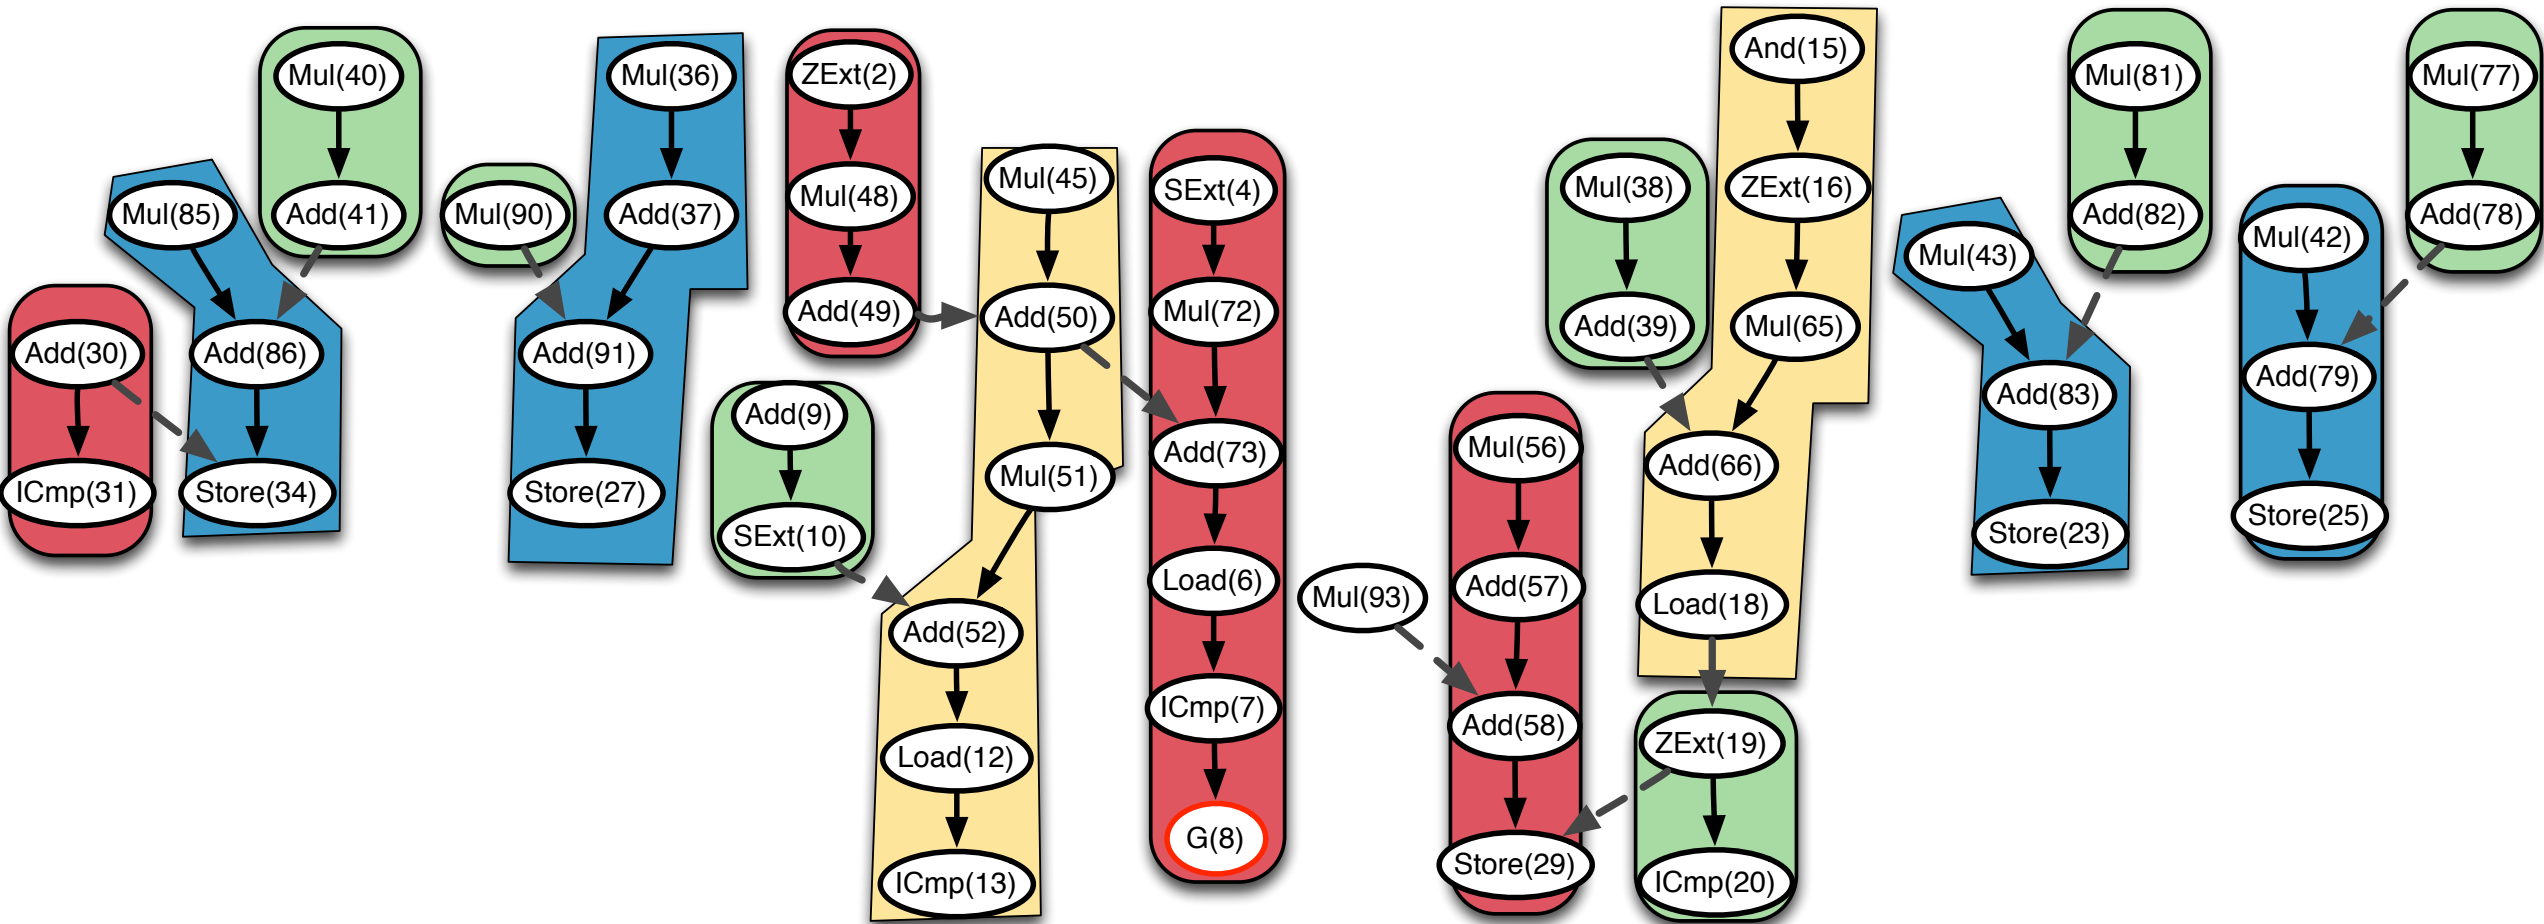 Mul(40)
Add(41)
Mul(85)
Add(86)
Store(34)
Add(30)
ICmp(31)
Mul(90)
Mul(36)
Add(37)
Add(91)
Store(27)
ZExt(2)
Mul(48)
Add(49)
Add(9)
SExt(10)
Mul(45)
Add(50)
Mul(51)
Add(52)
Load(12)
ICmp(13)
SExt(4)
Mul(72)
Add(73)
Load(6)
ICmp(7)
G(8)
Mul(93)
Mul(56)
Add(57)
Add(58)
Store(29)
Mul(38)
Add(39)
And(15)
ZExt(16)
Mul(65)
Add(66)
Load(18)
ZExt(19)
ICmp(20)
Mul(43)
Add(83)
Store(23)
Mul(81)
Add(82)
Mul(42)
Add(79)
Store(25)
Mul(77)
Add(78)